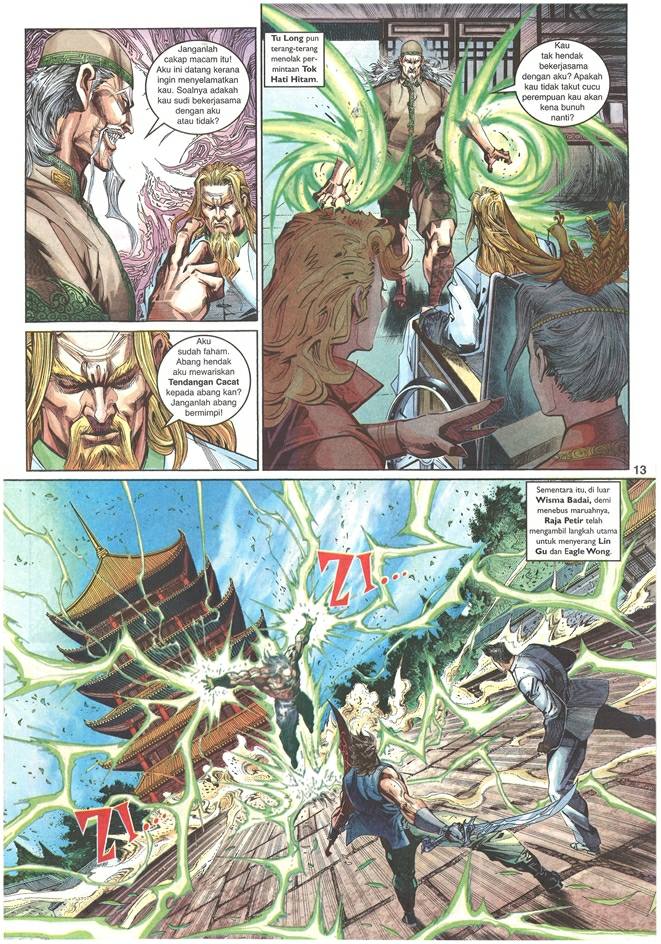 Janganlah
cakap macam itu!
Aku ini datang kerana
ingin menyelamatkan
kau. Soalnya adakah
kau sudi bekerjasama
dengan aku
atau tidak?
Tu Long pun
terang-terang
menolak per-
mintaan Tok
Hati Hitam.
Kau
tak hendak
bekerjasama
dengan aku? Apakah
kau tidak takut cucu
perempuan kau akan
kena bunuh
nanti?
Aku
sudah faham.
Abang hendak
aku mewariskan
Tendangan Cacat
kepada abang kan?
Janganlah abang
bermimpi!
13
Sementara itu, di luar
Wisma Badai, demi
menebus maruahnya,
Raja Petir telah
mengambil langkah utama
untuk menyerang Lin
Gu dan Eagle Wong.
ZI...
ZI...